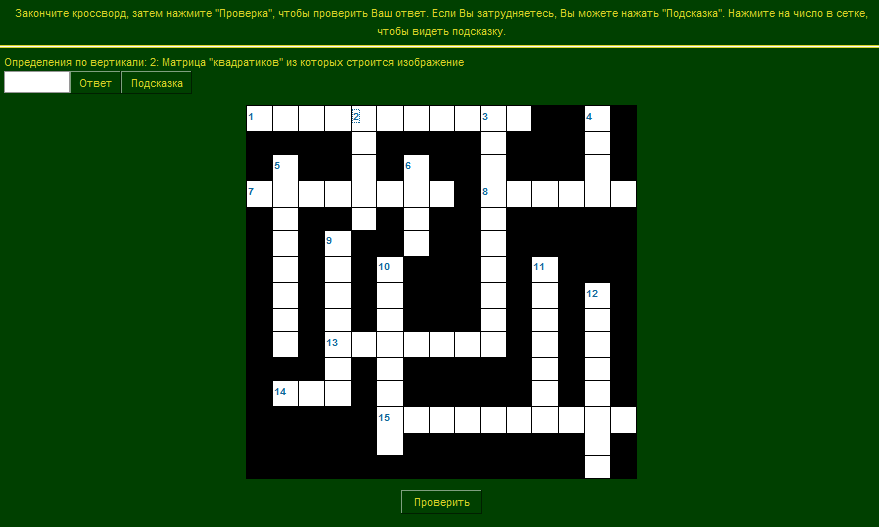 Закончите кроссворд, затем нажмите "Проверка", чтобы проверить Ваш ответ. Если Вы затрудняетесь, Вы можете нажать "Подсказка". Нажмите на число в сетке,
чтобы видеть подсказку.
Определения по вертикали: 2: Матрица "квадратиков" из которых строится изображение
Ответ Подсказка
1 2 3 4
5 6
7 8
9
10 11
12
13
14
15
Проверить